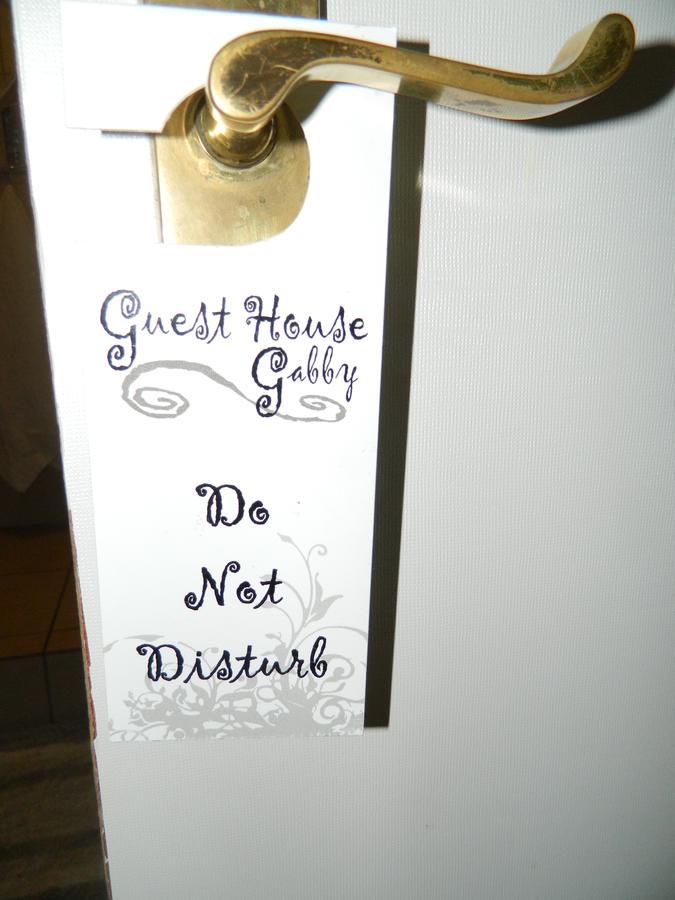 Guest House
Gabby
Do
Not
Disturb